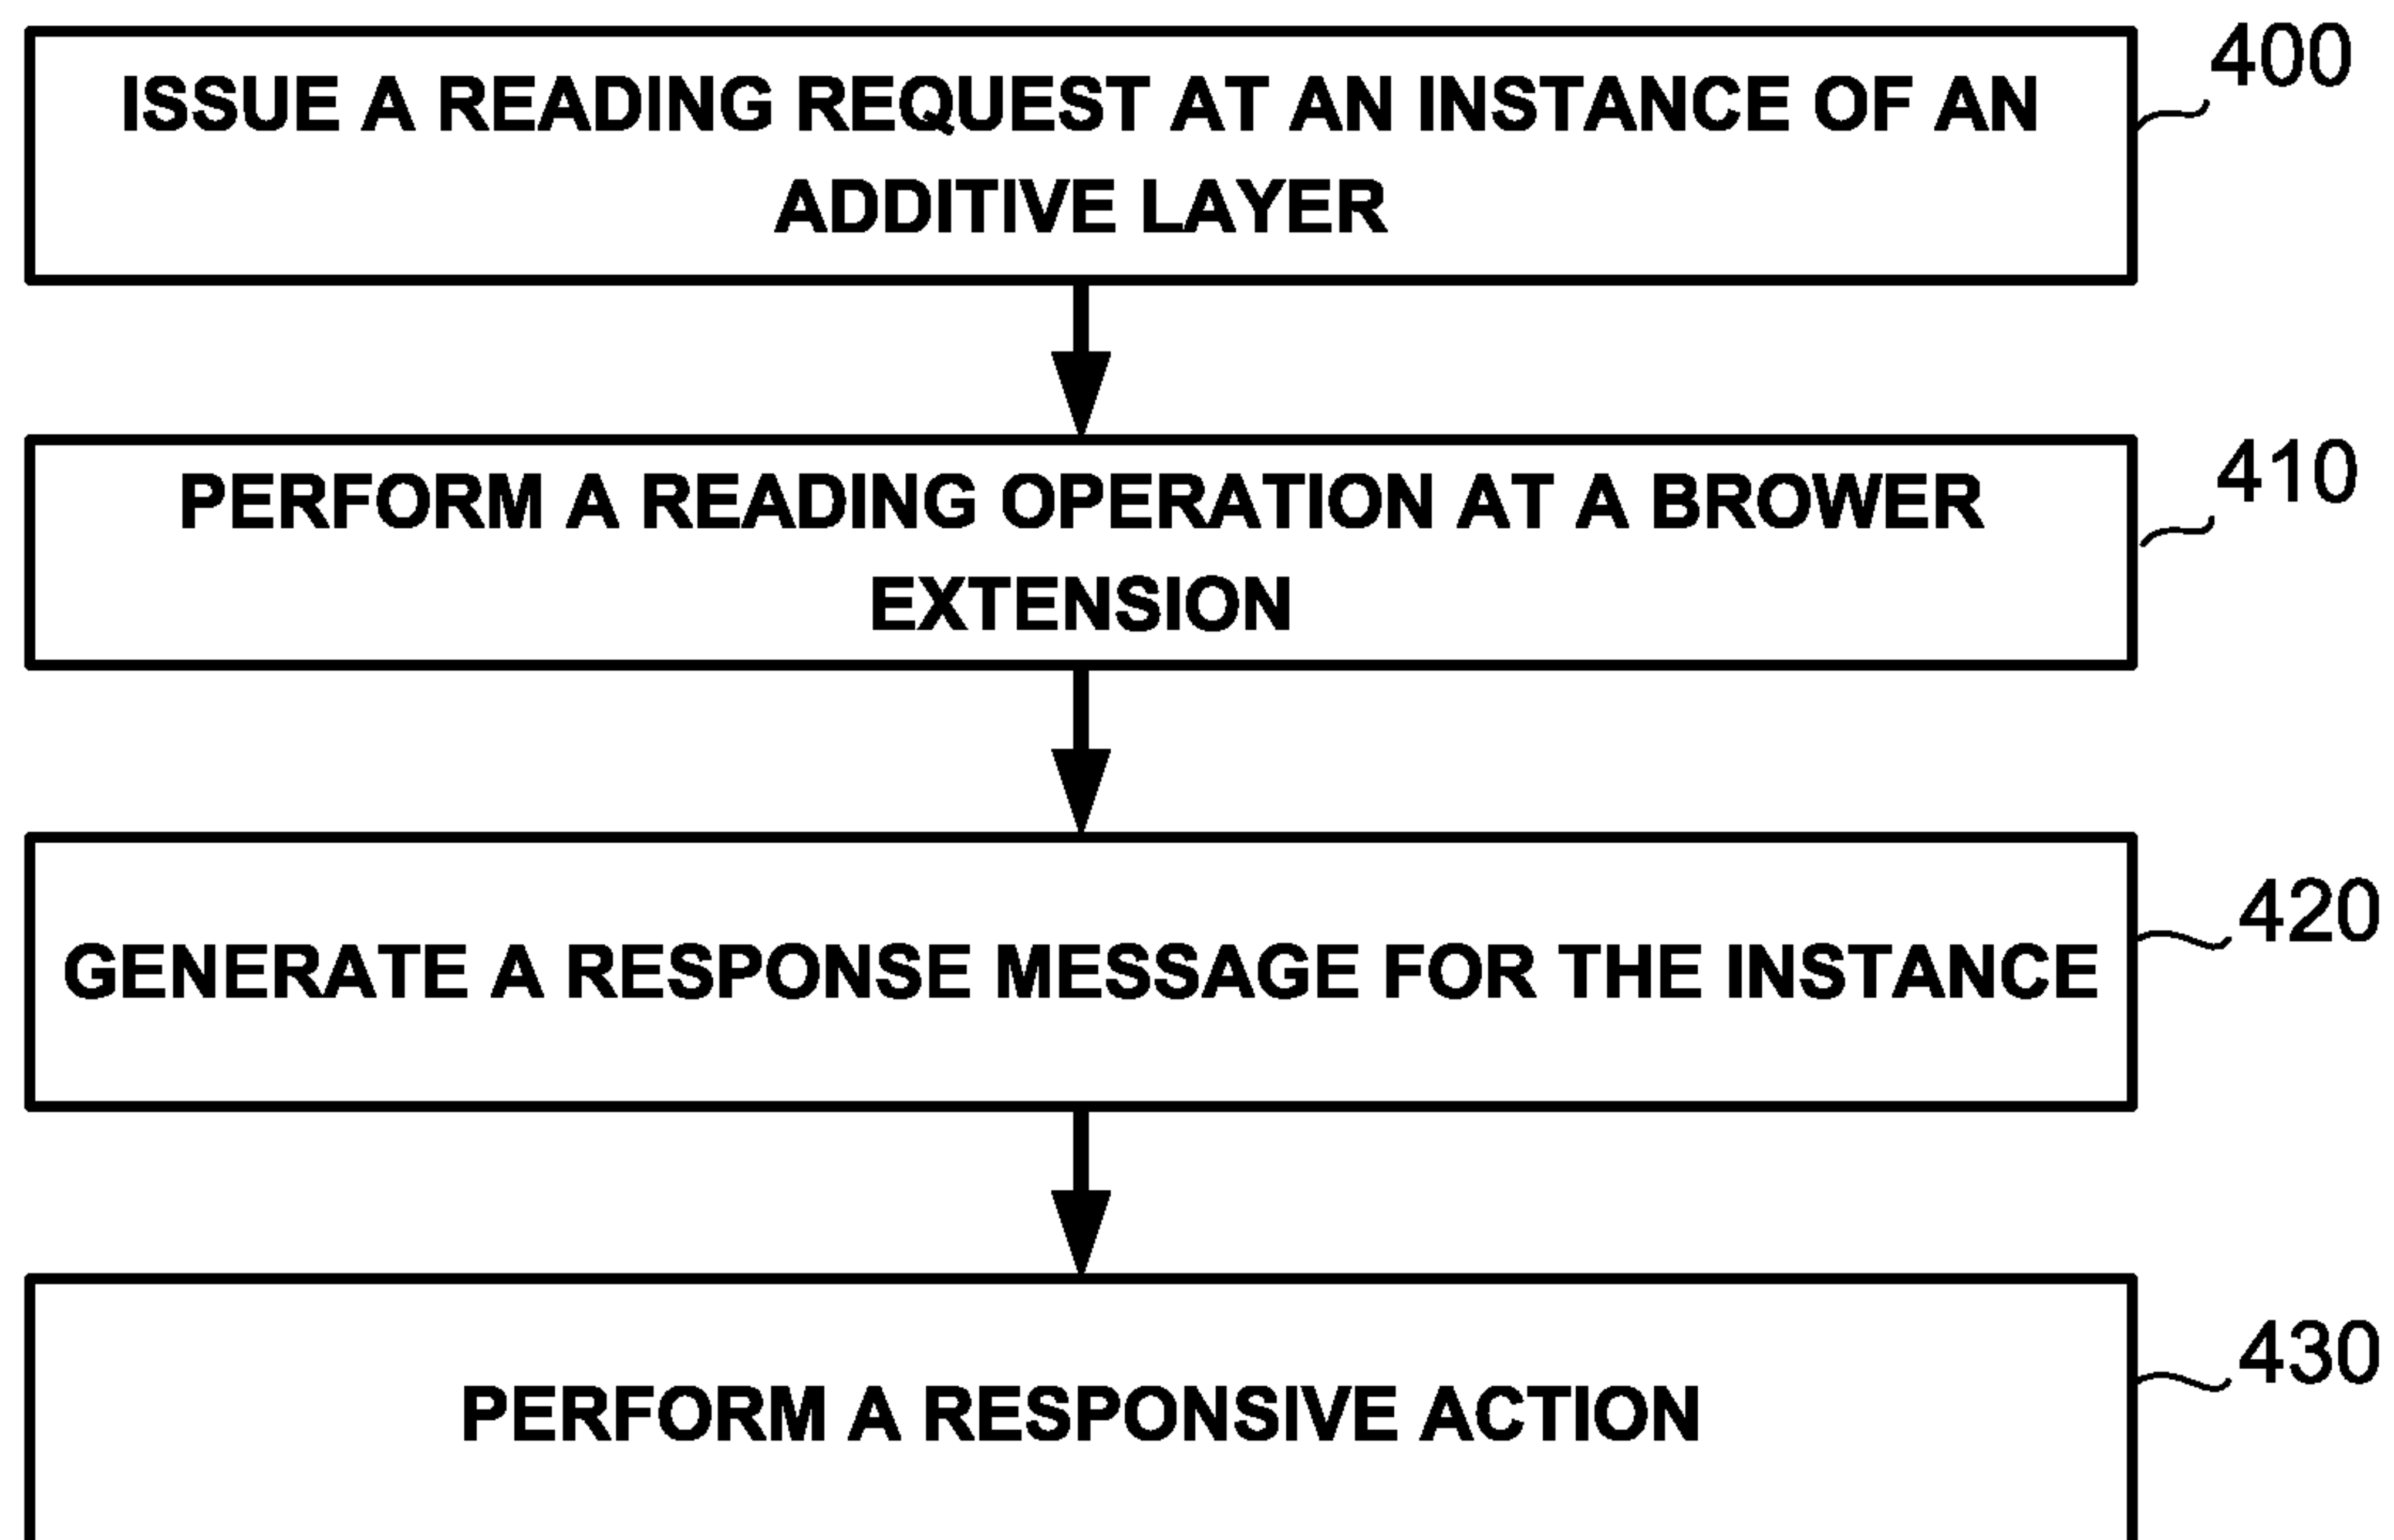 ISSUE A READING REQUEST AT AN INSTANCE OF AN
ADDITIVE LAYER
400
PERFORM A READING OPERATION AT A BROWER
EXTENSION
410
GENERATE A RESPONSE MESSAGE FOR THE INSTANCE
420
PERFORM A RESPONSIVE ACTION
430